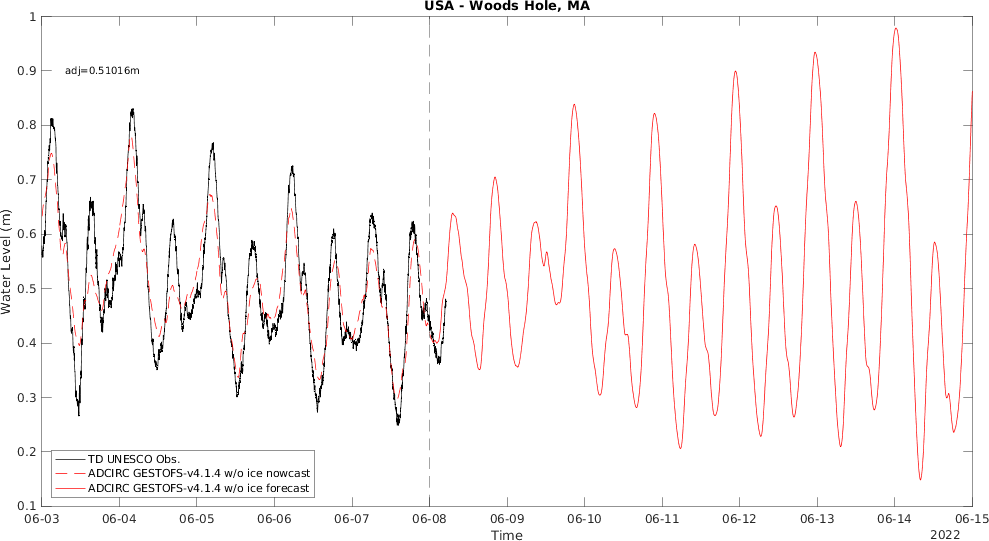 USA - Woods Hole, MA
adj=0.51016m
Water Level (m)
1
0.9
0.8
0.7
0.6
0.5
0.4
0.3
0.2
0.1
TD UNESCO Obs.
ADCIRC GESTOFS-v4.1.4 w/o ice nowcast
ADCIRC GESTOFS-v4.1.4 w/o ice forecast
06-03 06-04 06-05 06-06 06-07 06-08 06-09 06-10 06-11 06-12 06-13 06-14 06-15
Time
2022